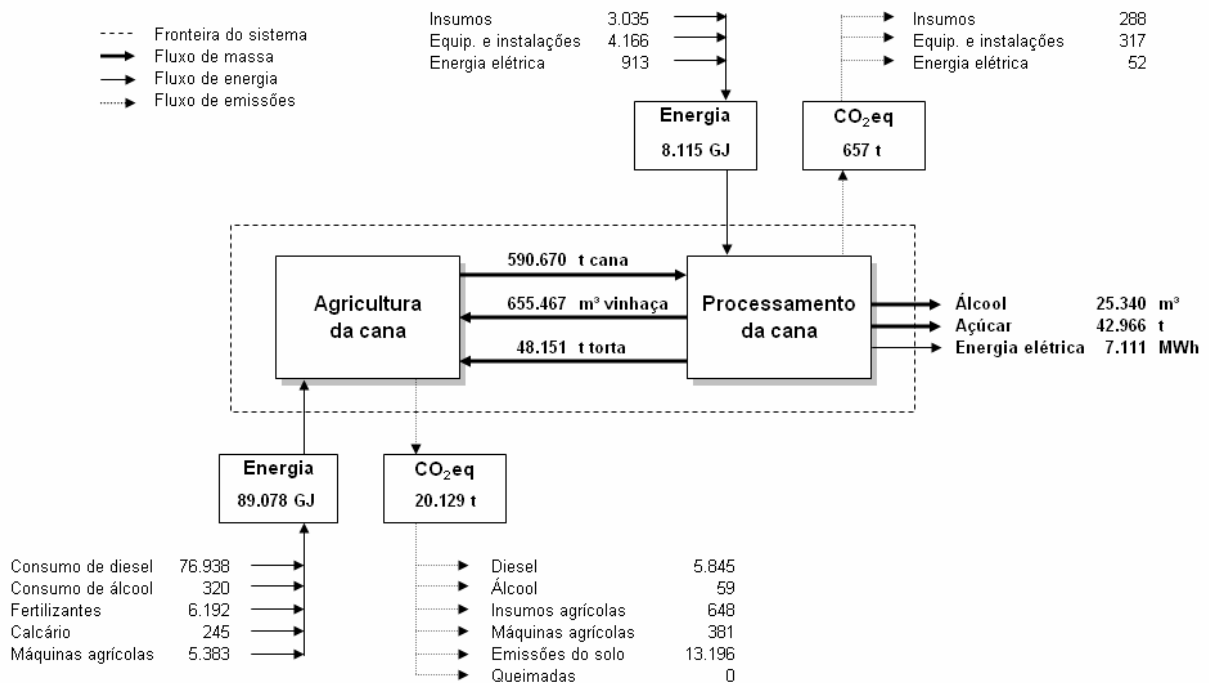 Fronteira do sistema
Fluxo de massa
Fluxo de energia
Fluxo de emissões
Insumos 3.035
Equip. e instalações 4.166
Energia elétrica 913
Insumos 288
Equip. e instalações 317
Energia elétrica 52
Energia
8.115 GJ
CO₂eq
657 t
Agricultura
da cana
590.670 t cana
655.467 m³ vinhaça
48.151 t torta
Processamento
da cana
Álcool 25.340 m³
Açúcar 42.966 t
Energia elétrica 7.111 MWh
Energia
89.078 GJ
CO₂eq
20.129 t
Consumo de diesel 76.938
Consumo de álcool 320
Fertilizantes 6.192
Calcário 245
Máquinas agrícolas 5.383
Diesel 5.845
Álcool 59
Insumos agrícolas 648
Máquinas agrícolas 381
Emissões do solo 13.196
Queimadas 0